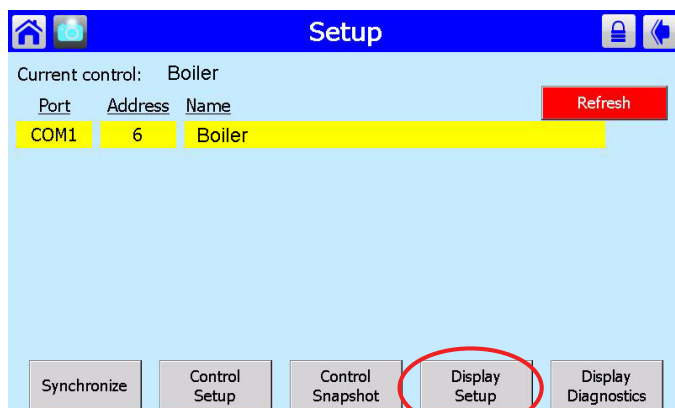 Setup
Current control: Boiler
Port Address Name Refresh
COM1 6 Boiler
Synchronize
Control
Setup
Control
Snapshot
Display
Setup
Display
Diagnostics